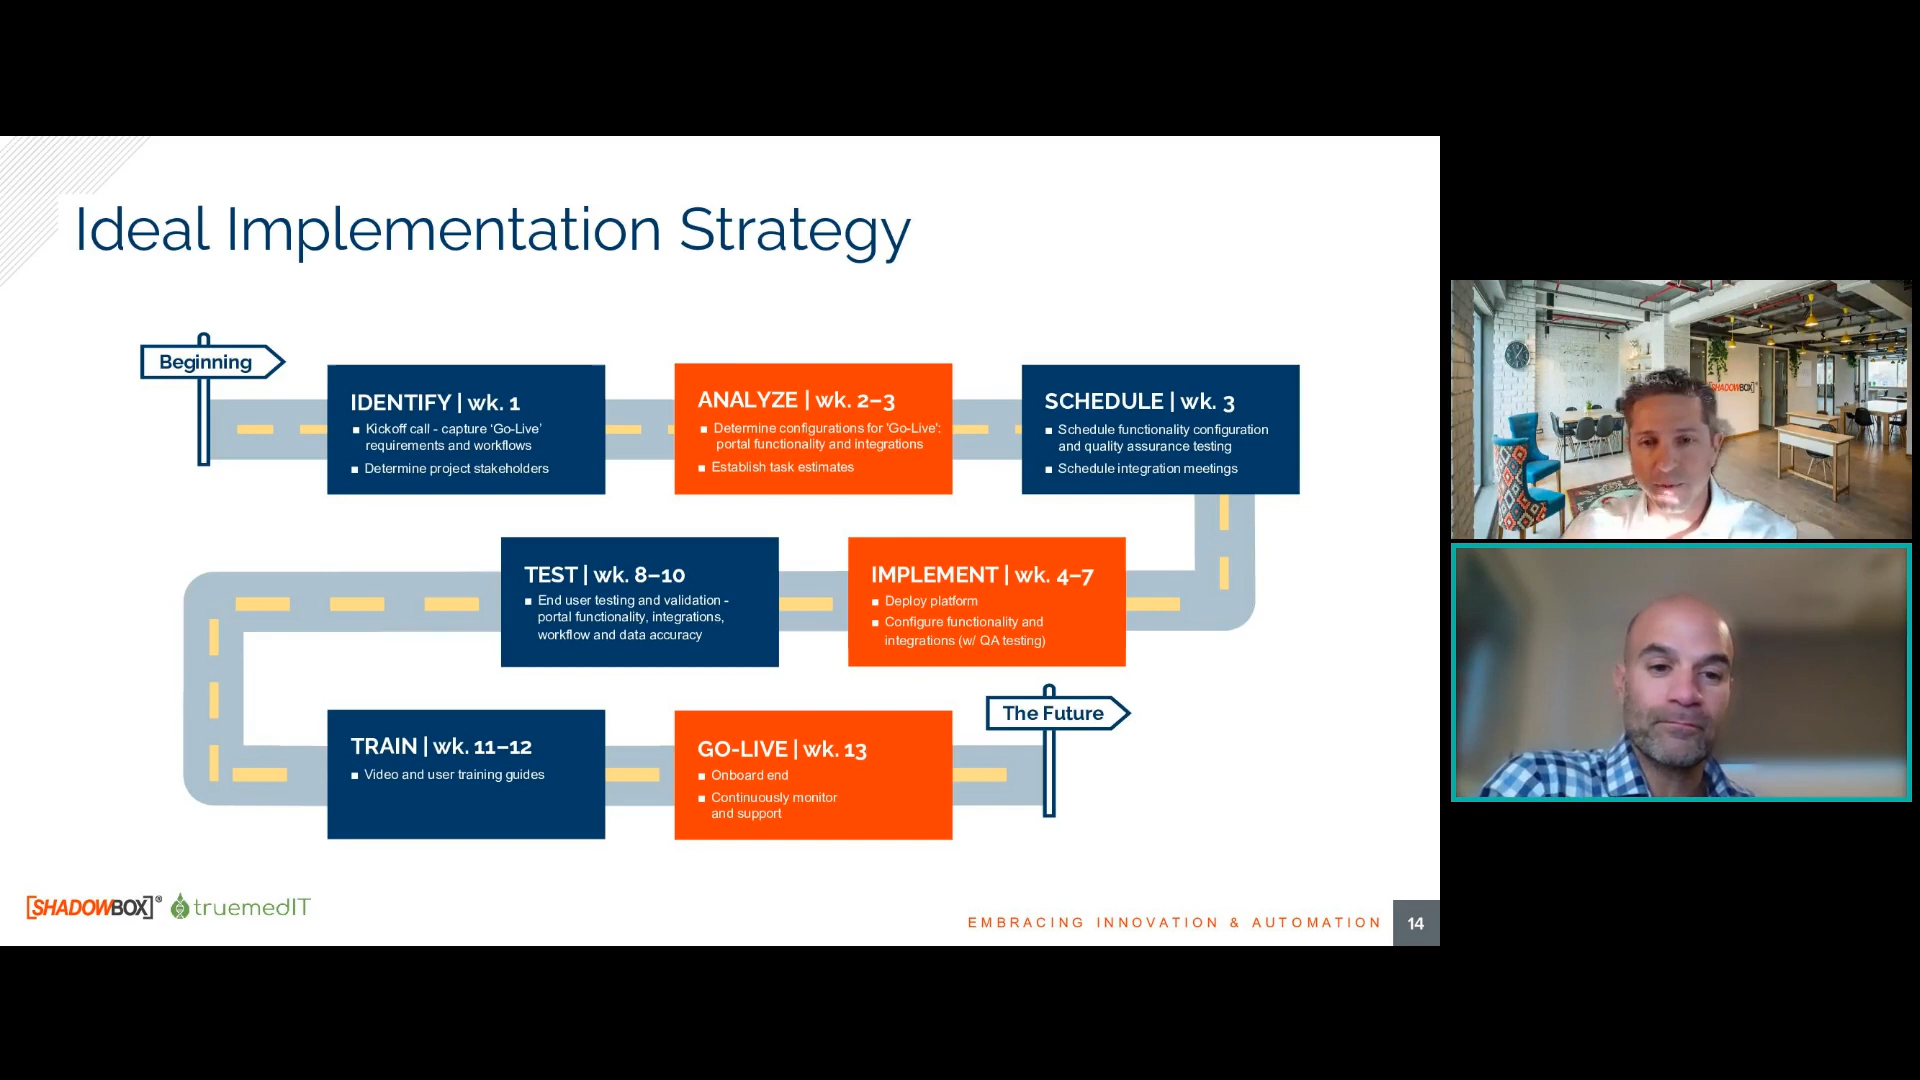 Ideal Implementation Strategy
Beginning
IDENTIFY | wk. 1
▪ Kickoff call - capture ‘Go-Live’
requirements and workflows
▪ Determine project stakeholders
ANALYZE | wk. 2–3
▪ Determine configurations for ‘Go-Live’:
portal functionality and integrations
▪ Establish task estimates
SCHEDULE | wk. 3
▪ Schedule functionality configuration
and quality assurance testing
▪ Schedule integration meetings
IMPLEMENT | wk. 4–7
▪ Deploy platform
▪ Configure functionality and
integrations (w/ QA testing)
TEST | wk. 8–10
▪ End user testing and validation -
portal functionality, integrations,
workflow and data accuracy
TRAIN | wk. 11–12
▪ Video and user training guides
GO-LIVE | wk. 13
▪ Onboard end
▪ Continuously monitor
and support
The Future
[SHADOWBOX]® truemedIT
EMBRACING INNOVATION & AUTOMATION 14
[SHADOWBOX]®